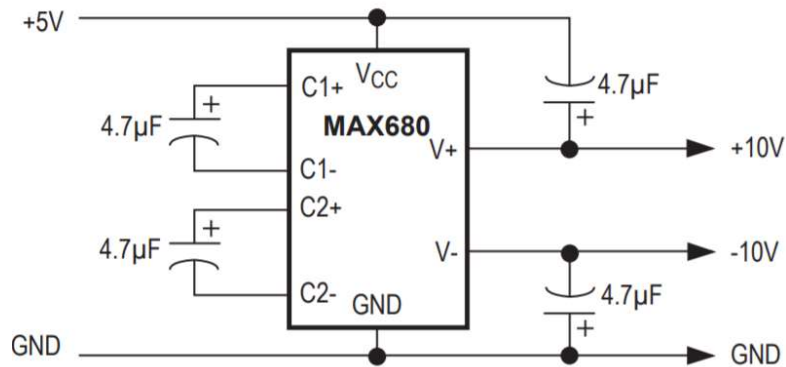 +5V
VCC
C1+
+
4.7µF
4.7µF
+
MAX680
V+
+10V
C1-
C2+
+
4.7µF
V-
-10V
C2-
GND
4.7µF
+
GND
GND